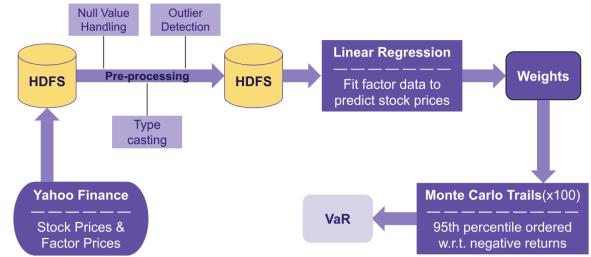 Null Value
Handling
Outlier
Detection
HDFS
Pre-processing
HDFS
Type
casting
Linear Regression
Fit factor data to
predict stock prices
Weights
Yahoo Finance
Stock Prices &
Factor Prices
VaR
Monte Carlo Trails(x100)
95th percentile ordered
w.r.t. negative returns